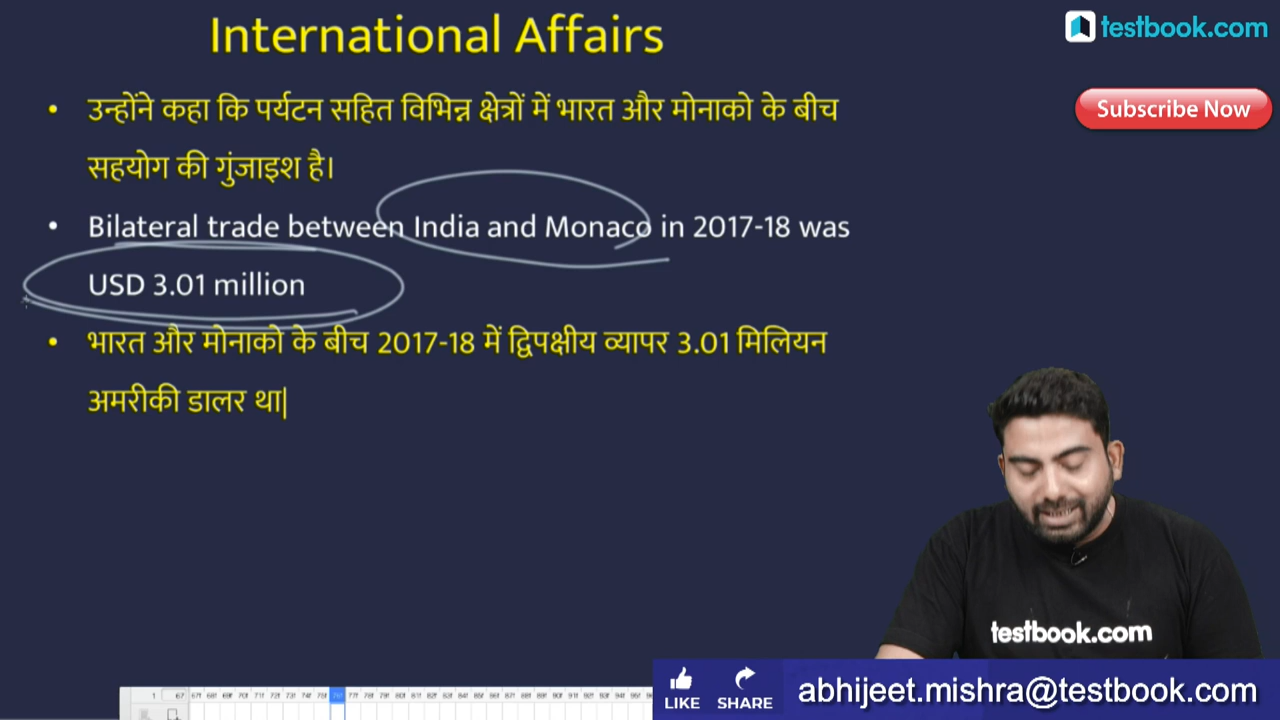 International Affairs
testbook.com
Subscribe Now
• उन्होंने कहा कि पर्यटन सहित विभिन्न क्षेत्रों में भारत और मोनाको के बीच
सहयोग की गुंजाइश है।
• Bilateral trade between India and Monaco in 2017-18 was
USD 3.01 million
• भारत और मोनाको के बीच 2017-18 में द्विपक्षीय व्यापर 3.01 मिलियन
अमरीकी डालर था|
testbook.com
LIKE SHARE abhijeet.mishra@testbook.com
1 67